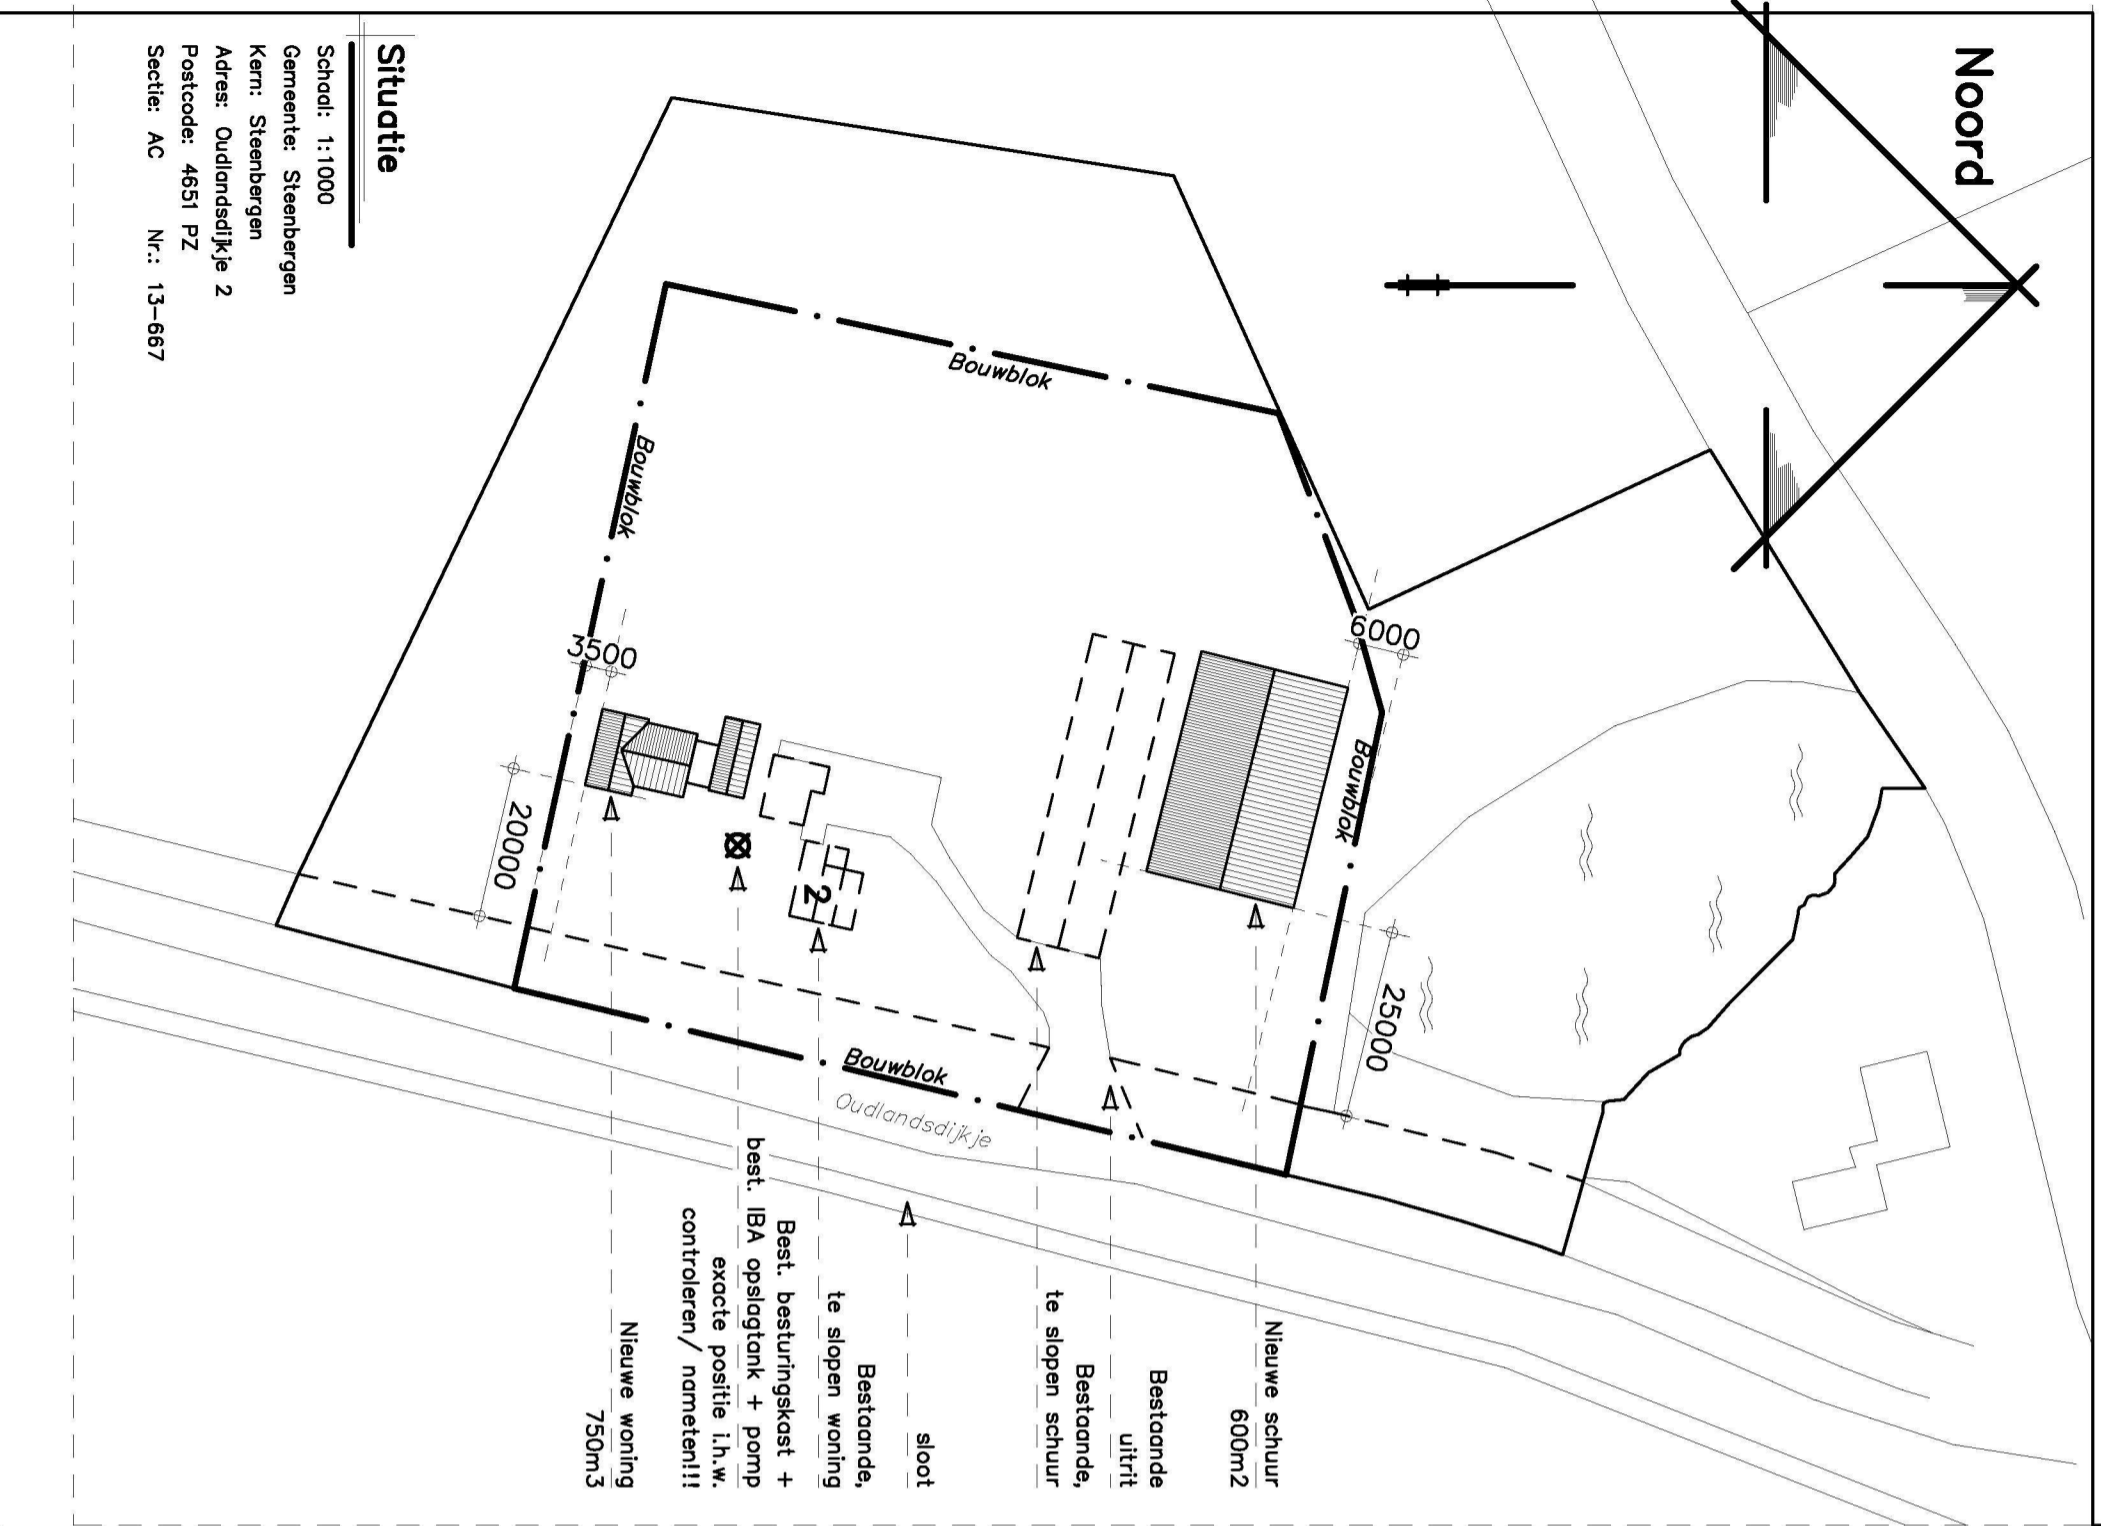 Noord
Situatie
Schaal: 1:1000
Gemeente: Steenbergen
Kern: Steenbergen
Adres: Oudlandsdijkje 2
Postcode: 4651 PZ
Sectie: AC Nr.: 13-667
Bouwblok
Bouwblok
Bouwblok
Bouwblok
6000
3500
20000
25000
2
Oudlandsdijkje
Nieuwe schuur
600m2
Bestaande
uitrit
Bestaande,
te slopen schuur
sloot
Bestaande,
te slopen woning
Best. besturingskast +
best. IBA opslagtank + pomp
exacte positie i.h.w.
controleren/ nameten!!!
Nieuwe woning
750m3